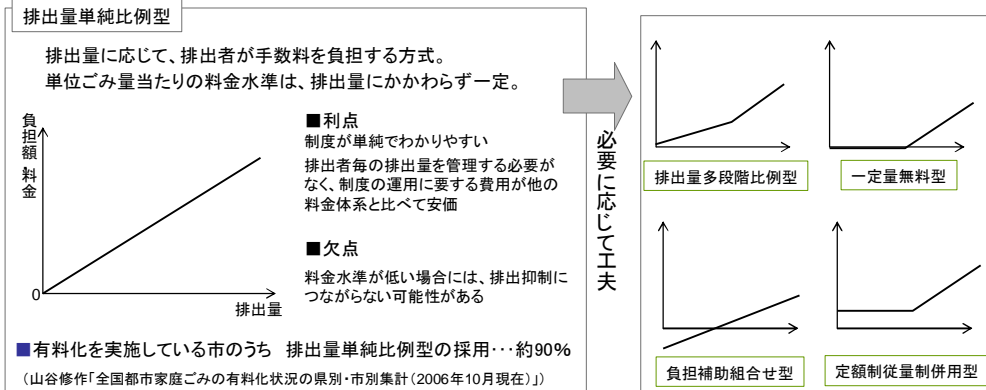 排出量単純比例型
排出量に応じて、排出者が手数料を負担する方式。
単位ごみ量当たりの料金水準は、排出量にかかわらず一定。
負担額 料金
0
排出量
■利点
制度が単純でわかりやすい
排出者毎の排出量を管理する必要が
なく、制度の運用に要する費用が他の
料金体系と比べて安価
■欠点
料金水準が低い場合には、排出抑制に
つながらない可能性がある
■有料化を実施している市のうち 排出量単純比例型の採用･･･約90%
(山谷修作「全国都市家庭ごみの有料化状況の県別・市別集計(2006年10月現在)」)
必要に応じて工夫
排出量多段階比例型
一定量無料型
負担補助組合せ型
定額制従量制併用型